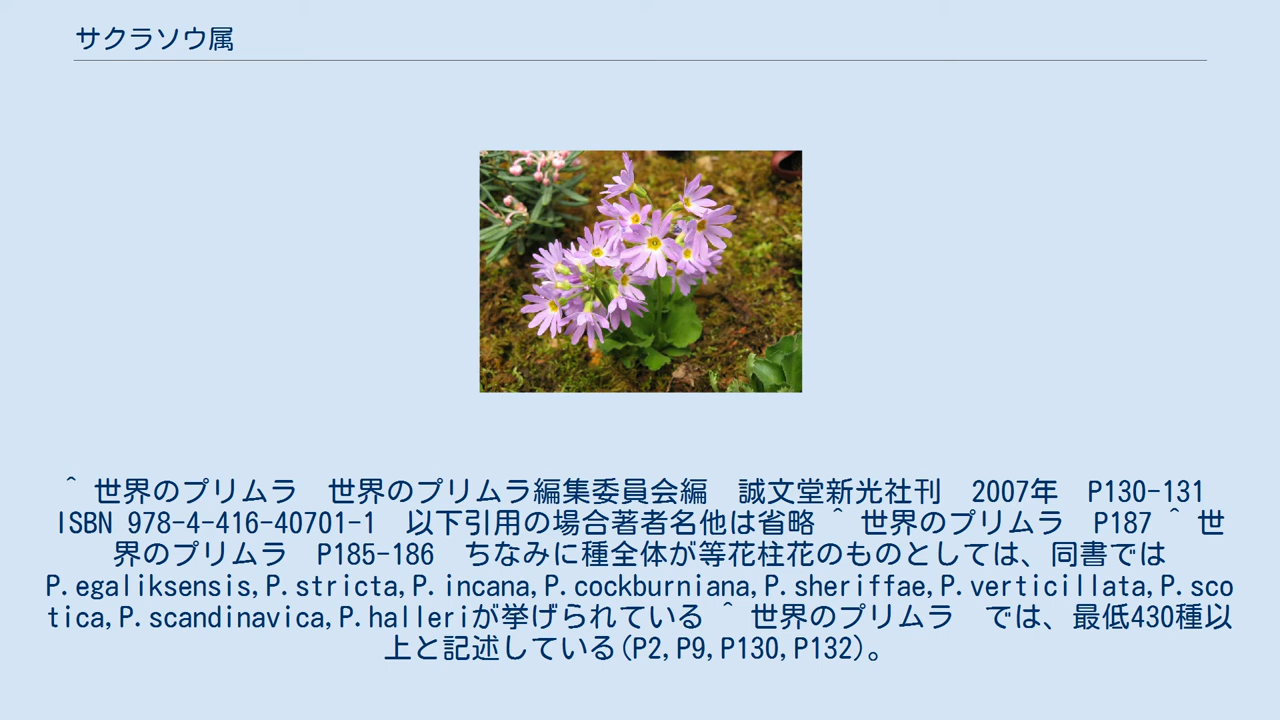 サクラソウ属
^ 世界のプリムラ　世界のプリムラ編集委員会編　誠文堂新光社刊　2007年　P130-131
ISBN 978-4-416-40701-1　以下引用の場合著者名他は省略 ^ 世界のプリムラ　P187 ^ 世
界のプリムラ　P185-186　ちなみに種全体が等花柱花のものとしては、同書では
P.egaliksensis,P.stricta,P.incana,P.cockburniana,P.sheriffae,P.verticillata,P.sco
tica,P.scandinavica,P.halleriが挙げられている ^ 世界のプリムラ　では、最低430種以
上と記述している(P2,P9,P130,P132)。